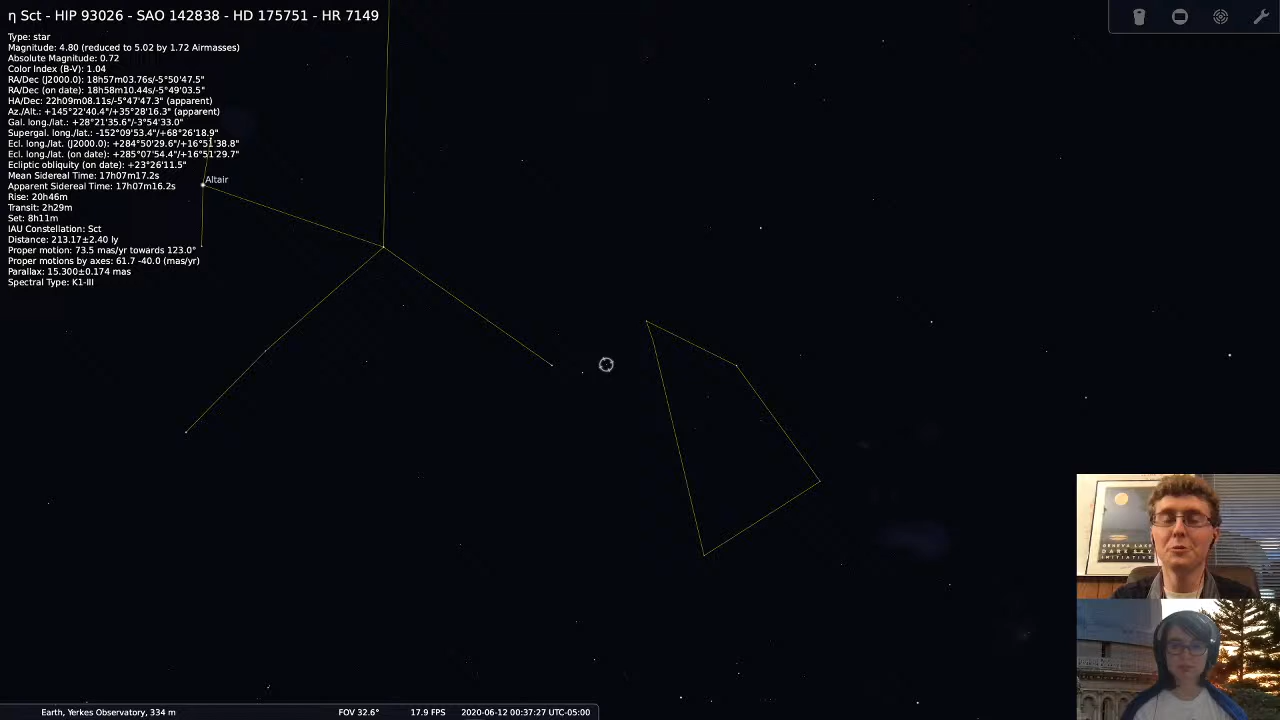 η Sct - HIP 93026 - SAO 142838 - HD 175751 - HR 7149
Type: star
Magnitude: 4.80 (reduced to 5.02 by 1.72 Airmasses)
Absolute Magnitude: 0.72
Color Index (B-V): 1.04
RA/Dec (J2000.0): 18h57m03.76s/-5°50'47.5"
RA/Dec (on date): 18h58m10.44s/-5°49'03.5"
HA/Dec: 22h09m08.11s/-5°47'47.3" (apparent)
Az./Alt.: +145°22'40.4"/+35°28'16.3" (apparent)
Gal. long./lat.: +28°21'35.6"/-3°54'33.0"
Supergal. long./lat.: -152°09'53.4"/+68°26'18.9"
Ecl. long./lat. (J2000.0): +284°50'29.6"/+16°51'38.8"
Ecl. long./lat. (on date): +285°07'54.4"/+16°51'29.7"
Ecliptic obliquity (on date): +23°26'11.5"
Mean Sidereal Time: 17h07m17.2s
Apparent Sidereal Time: 17h07m16.2s
Rise: 20h46m
Transit: 2h29m
Set: 8h11m
IAU Constellation: Sct
Distance: 213.17±2.40 ly
Proper motion: 73.5 mas/yr towards 123.0°
Proper motions by axes: 61.7 -40.0 (mas/yr)
Parallax: 15.300±0.174 mas
Spectral Type: K1-III
Altair
GENEVA LAKE
DARK SKY
INITIATIVE
Earth, Yerkes Observatory, 334 m
FOV 32.6°
17.9 FPS
2020-06-12 00:37:27 UTC-05:00